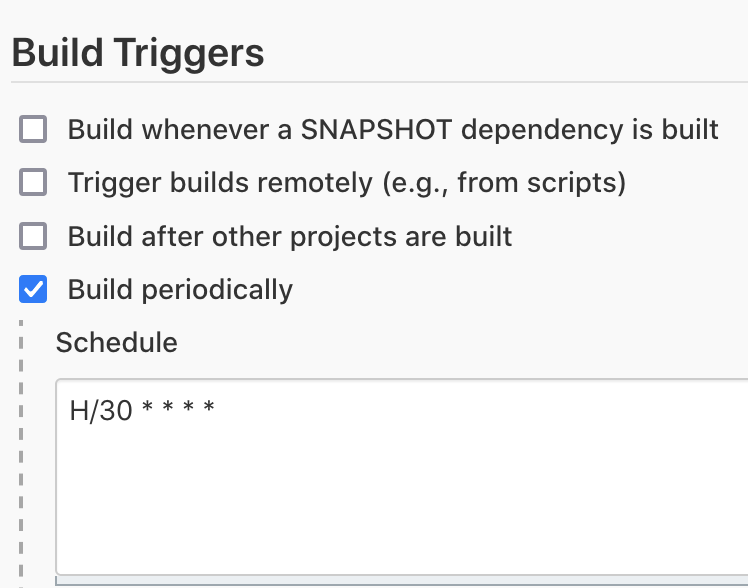 Build Triggers
Build whenever a SNAPSHOT dependency is built
Trigger builds remotely (e.g., from scripts)
Build after other projects are built
Build periodically
Schedule
H/30 * * * *